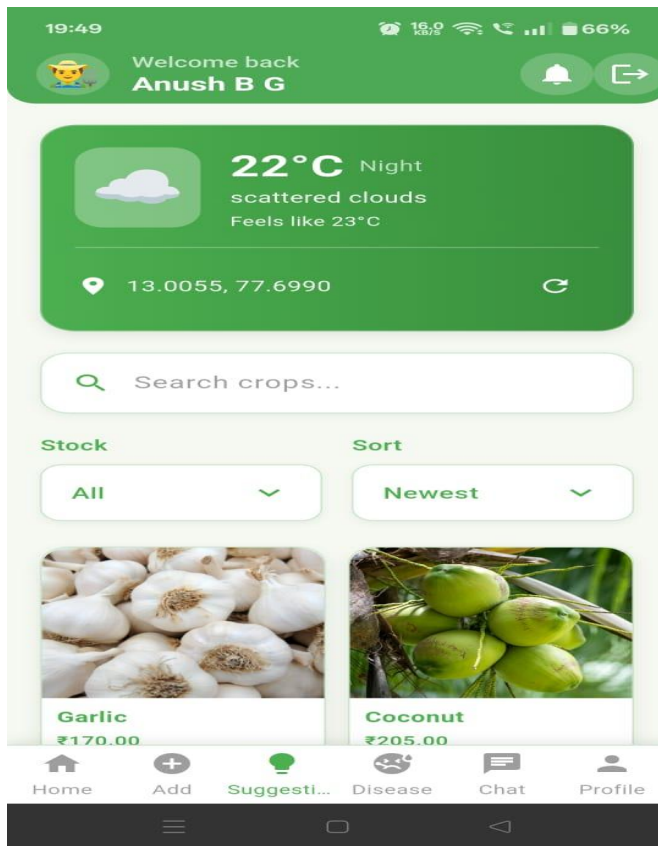 19:49 16.0 KB/S 66%
Welcome back
Anush B G
22°C Night
scattered clouds
Feels like 23°C
13.0055, 77.6990
Search crops...
Stock Sort
All Newest
Garlic Coconut
₹170.00 ₹205.00
Home Add Suggesti... Disease Chat Profile